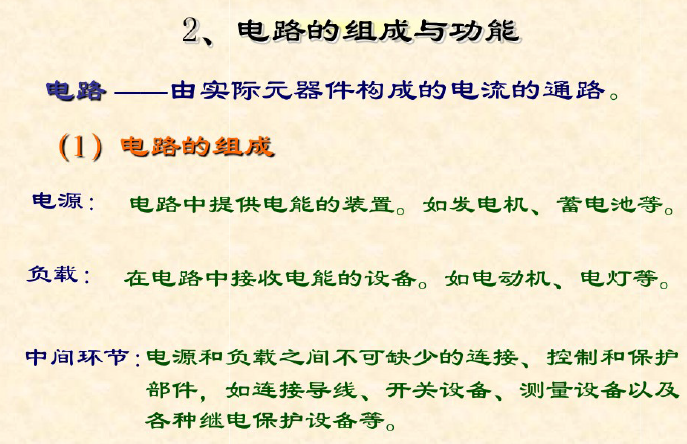 2、电路的组成与功能
电路 ——由实际元器件构成的电流的通路。
（1）电路的组成
电源： 电路中提供电能的装置。如发电机、蓄电池等。
负载： 在电路中接收电能的设备。如电动机、电灯等。
中间环节：电源和负载之间不可缺少的连接、控制和保护
部件，如连接导线、开关设备、测量设备以及
各种继电保护设备等。